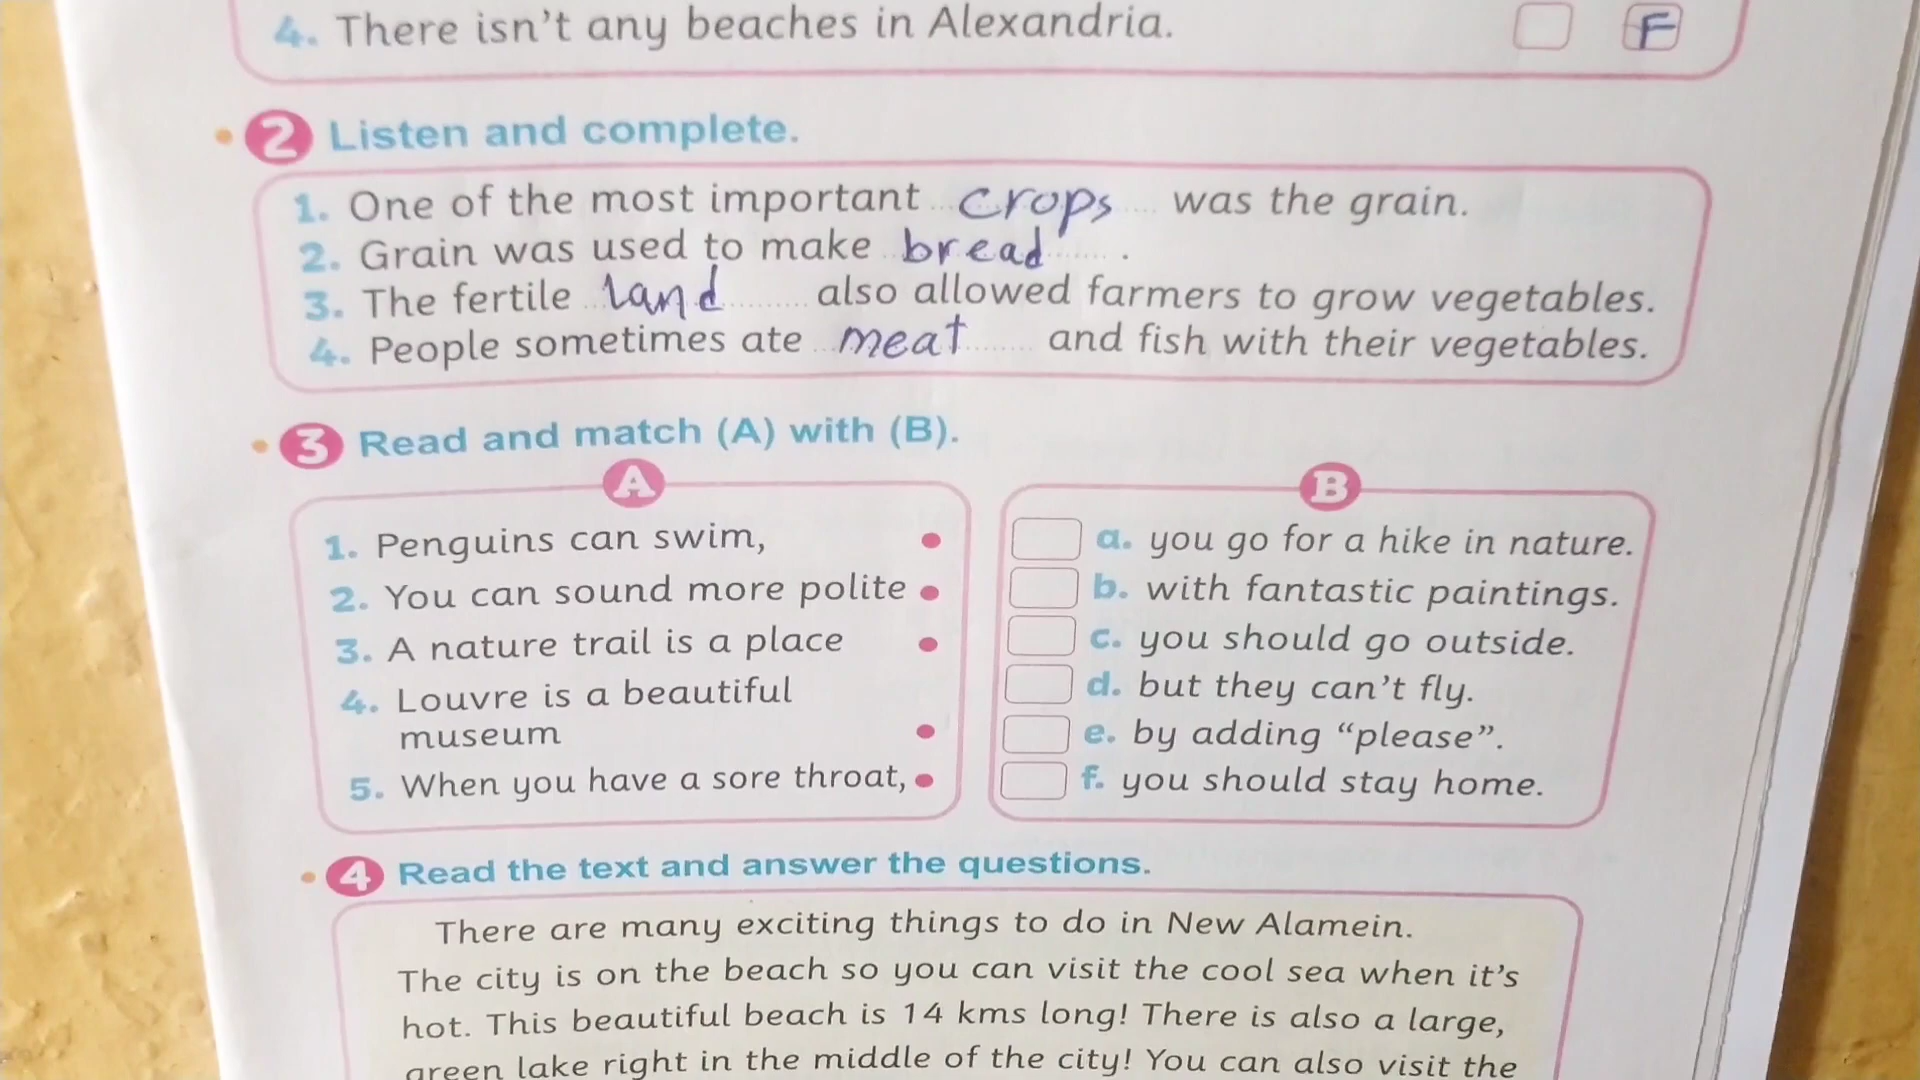 4. There isn't any beaches in Alexandria. F
2 Listen and complete.
1. One of the most important crops was the grain.
2. Grain was used to make bread .
3. The fertile land also allowed farmers to grow vegetables.
4. People sometimes ate meat and fish with their vegetables.
3 Read and match (A) with (B).
A
1. Penguins can swim,
2. You can sound more polite
3. A nature trail is a place
4. Louvre is a beautiful
museum
5. When you have a sore throat,
B
a. you go for a hike in nature.
b. with fantastic paintings.
c. you should go outside.
d. but they can't fly.
e. by adding “please”.
f. you should stay home.
4 Read the text and answer the questions.
There are many exciting things to do in New Alamein.
The city is on the beach so you can visit the cool sea when it's
hot. This beautiful beach is 14 kms long! There is also a large,
green lake right in the middle of the city! You can also visit the